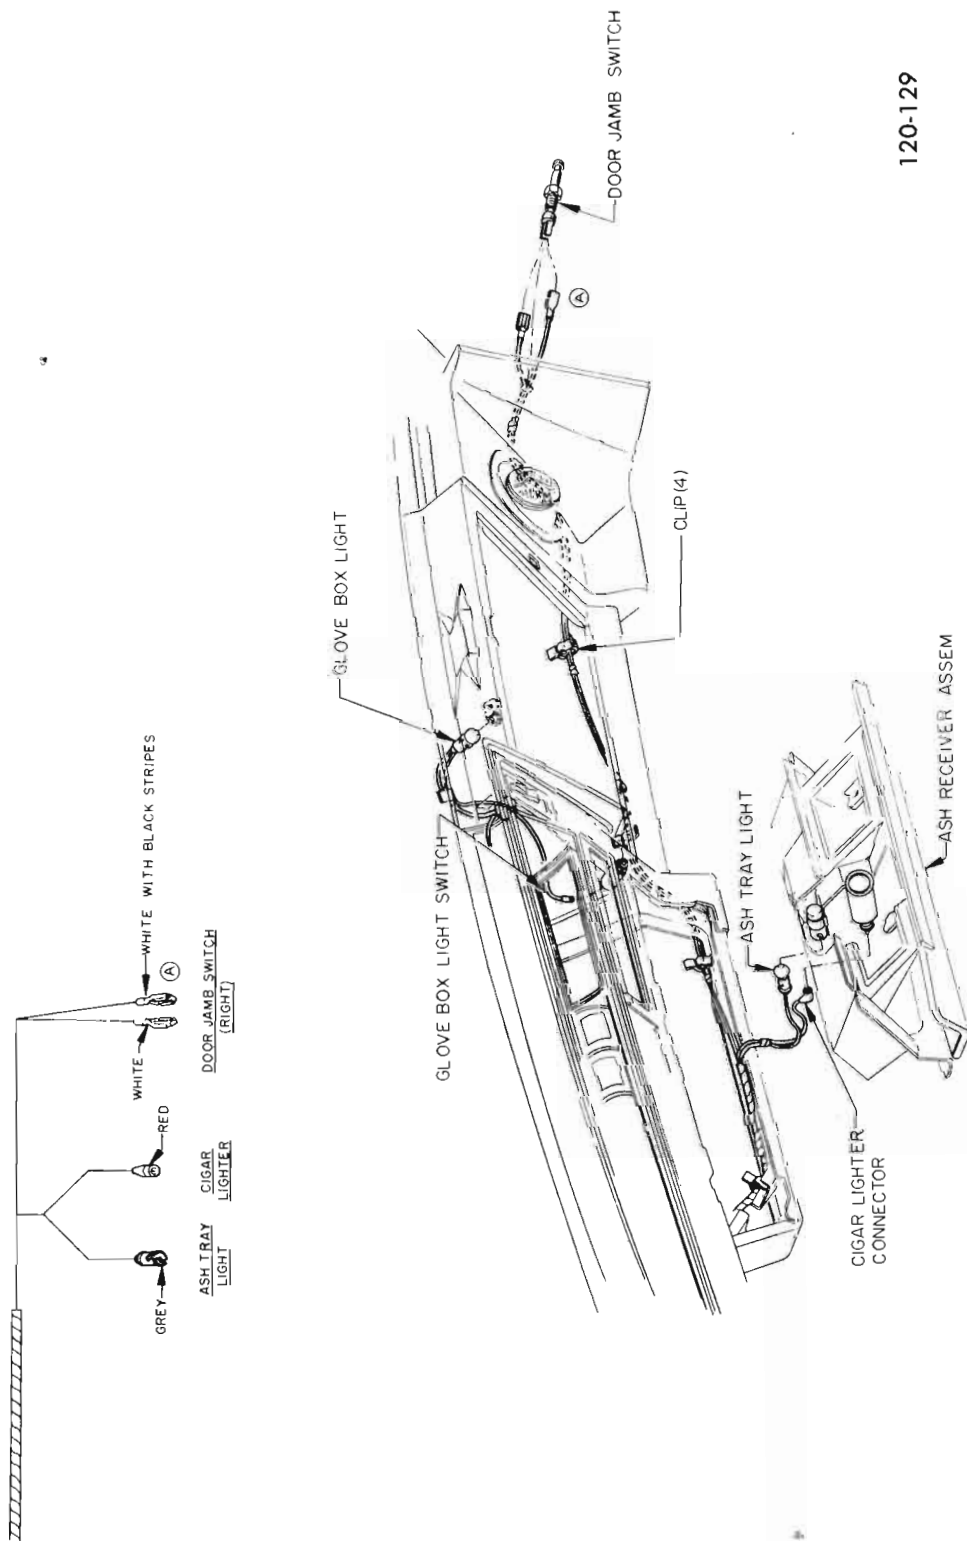 GREY
RED
WHITE
WHITE WITH BLACK STRIPES
A
ASH TRAY
LIGHT
CIGAR
LIGHTER
DOOR JAMB SWITCH
(RIGHT)
GLOVE BOX LIGHT
GLOVE BOX LIGHT SWITCH
DOOR JAMB SWITCH
A
CLIP(4)
ASH TRAY LIGHT
CIGAR LIGHTER
CONNECTOR
ASH RECEIVER ASSEM
120-129